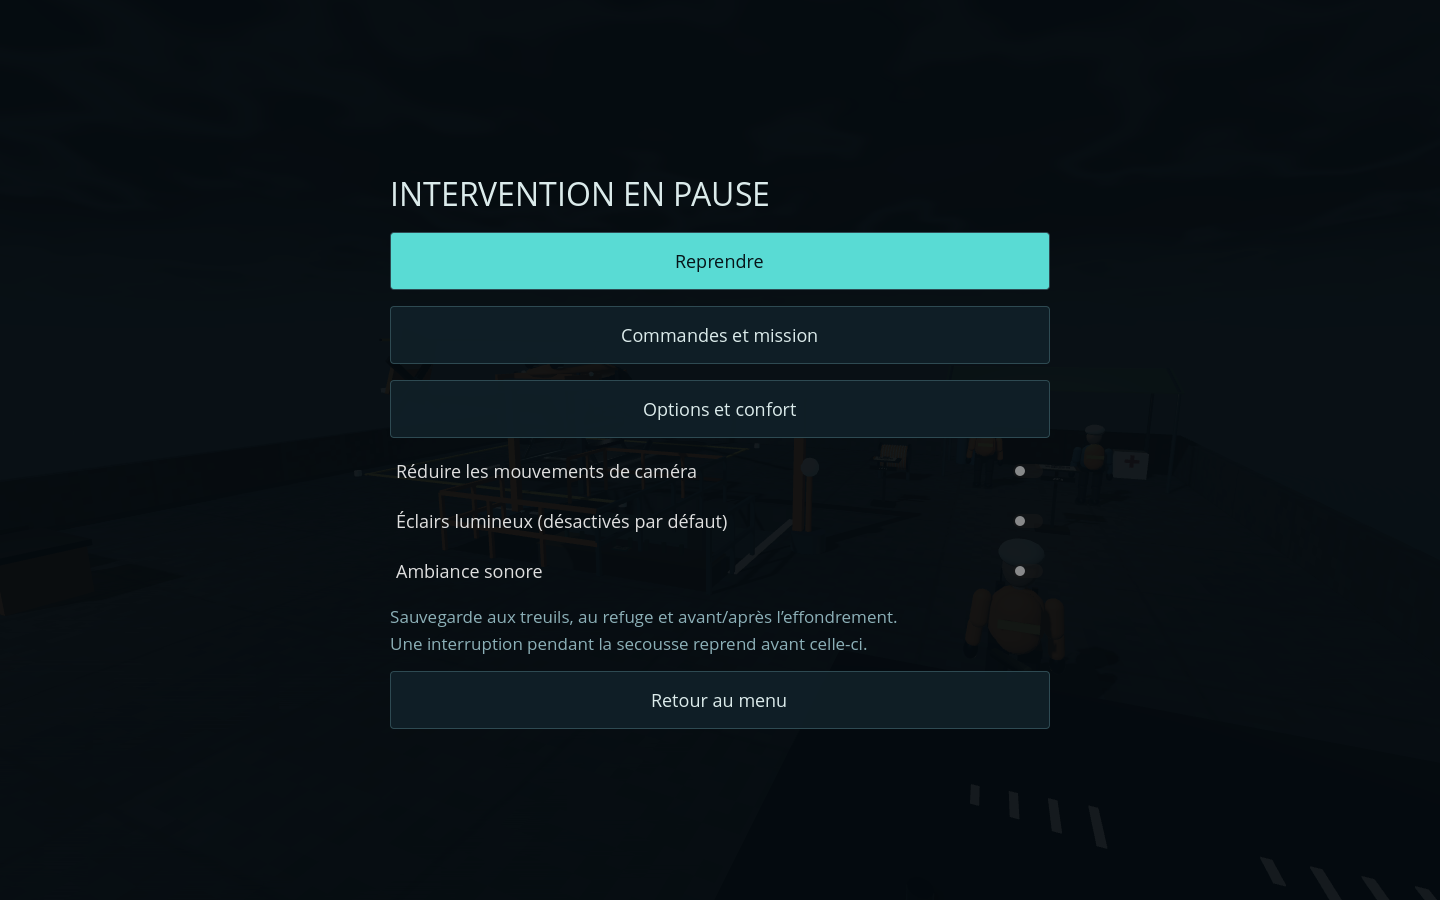 INTERVENTION EN PAUSE
Reprendre
Commandes et mission
Options et confort
Réduire les mouvements de caméra
Éclairs lumineux (désactivés par défaut)
Ambiance sonore
Sauvegarde aux treuils, au refuge et avant/après l’effondrement.
Une interruption pendant la secousse reprend avant celle-ci.
Retour au menu